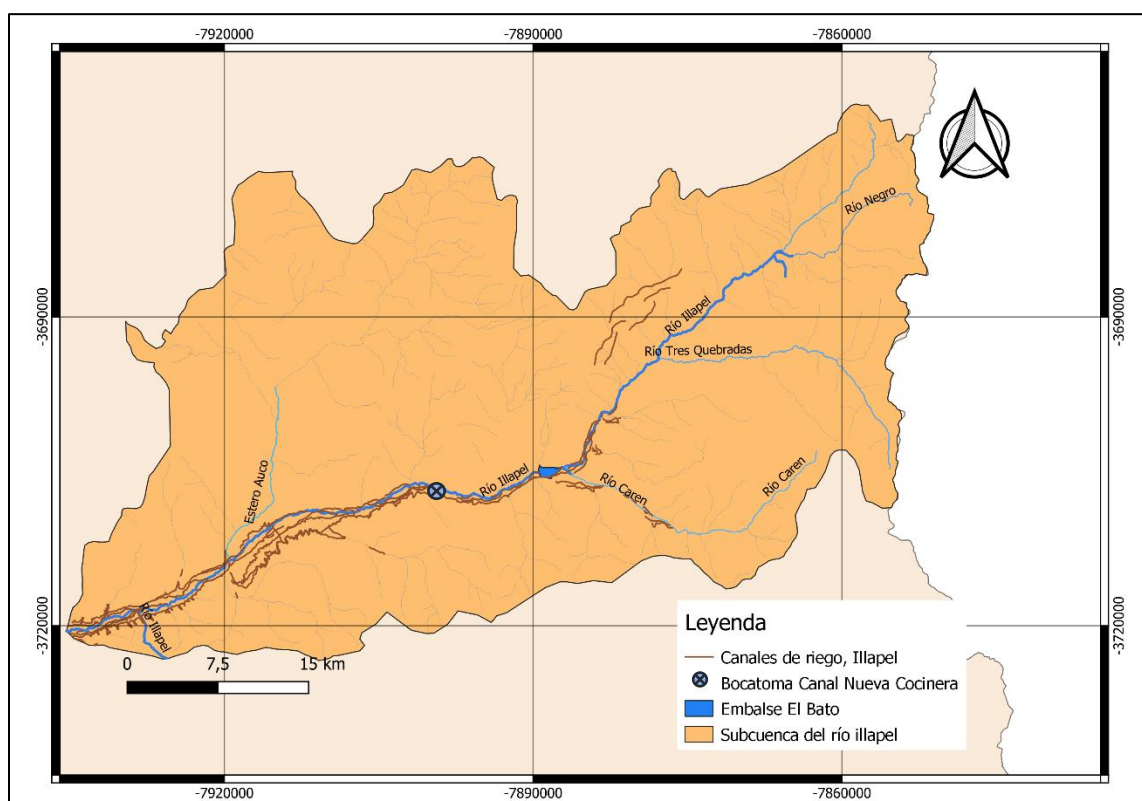 -7920000
-7890000
-7860000
Río Negro
-3690000
-3690000
Río Illapel
Río Tres Quebradas
Estero Auco
Río Illapel
Río Caren
Río Caren
Río Illapel
-3720000
-3720000
0
7,5
15 km
Leyenda
Canales de riego, Illapel
Bocatoma Canal Nueva Cocinera
Embalse El Bato
Subcuenca del río illapel
-7920000
-7890000
-7860000